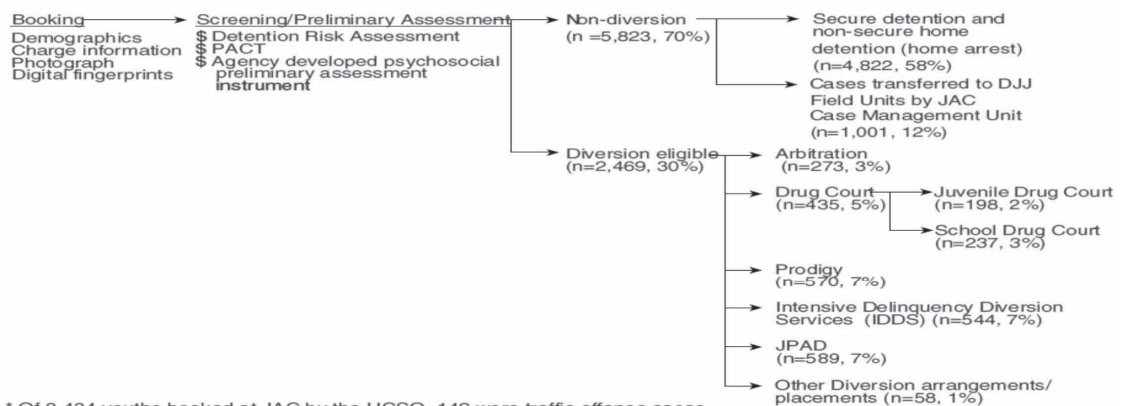 Booking
Demographics
Charge information
Photograph
Digital fingerprints
Screening/Preliminary Assessment
$ Detention Risk Assessment
$ PACT
$ Agency developed psychosocial
preliminary assessment
instrument
Non-diversion
(n =5,823, 70%)
Secure detention and
non-secure home
detention (home arrest)
(n=4,822, 58%)
Cases transferred to DJJ
Field Units by JAC
Case Management Unit
(n=1,001, 12%)
Diversion eligible
(n=2,469, 30%)
Arbitration
(n=273, 3%)
Drug Court
(n=435, 5%)
Juvenile Drug Court
(n=198, 2%)
School Drug Court
(n=237, 3%)
Prodigy
(n=570, 7%)
Intensive Delinquency Diversion
Services (IDDS) (n=544, 7%)
JPAD
(n=589, 7%)
Other Diversion arrangements/
placements (n=58, 1%)